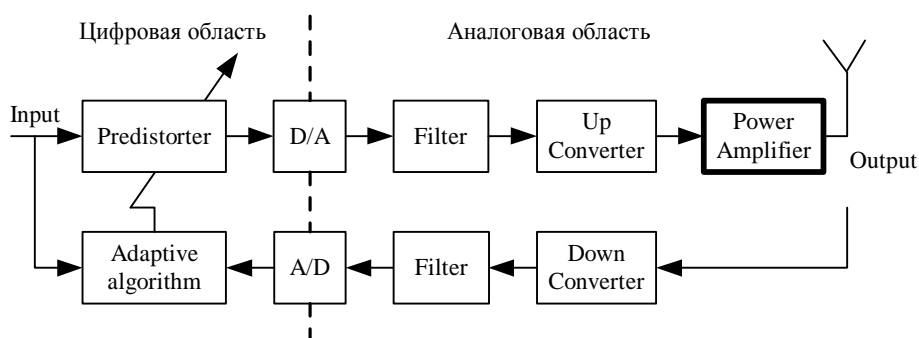 Цифровая область
Аналоговая область
Input
Predistorter
D/A
Filter
Up
Converter
Power
Amplifier
Output
Adaptive
algorithm
A/D
Filter
Down
Converter